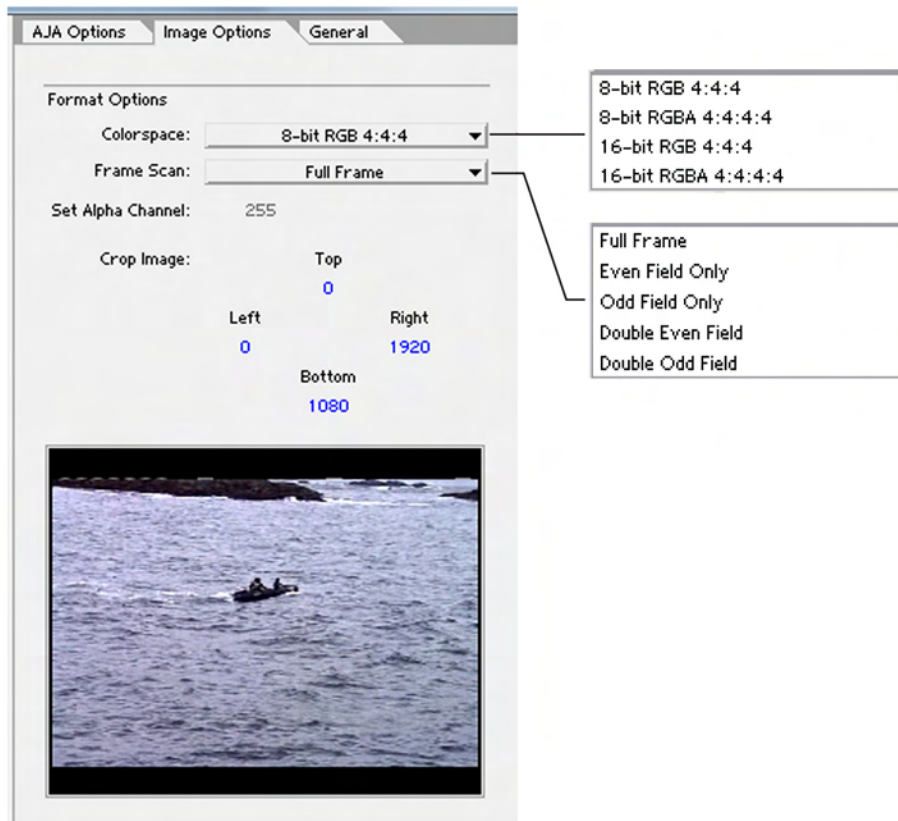 AJA Options Image Options General
Format Options
Colorspace: 8-bit RGB 4:4:4
Frame Scan: Full Frame
Set Alpha Channel: 255
Crop Image: Top
0
Left Right
0 1920
Bottom
1080
8-bit RGB 4:4:4
8-bit RGBA 4:4:4:4
16-bit RGB 4:4:4
16-bit RGBA 4:4:4:4
Full Frame
Even Field Only
Odd Field Only
Double Even Field
Double Odd Field